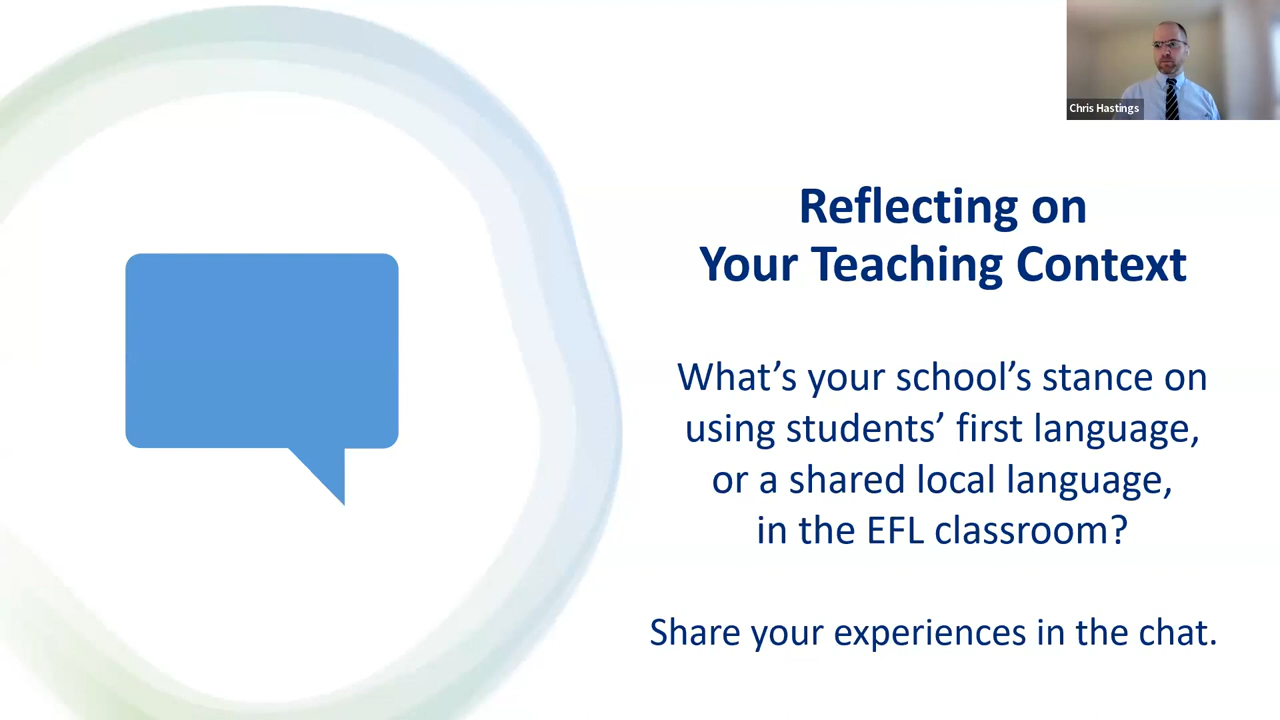 Chris Hastings
Reflecting on
Your Teaching Context
What’s your school’s stance on
using students’ first language,
or a shared local language,
in the EFL classroom?
Share your experiences in the chat.